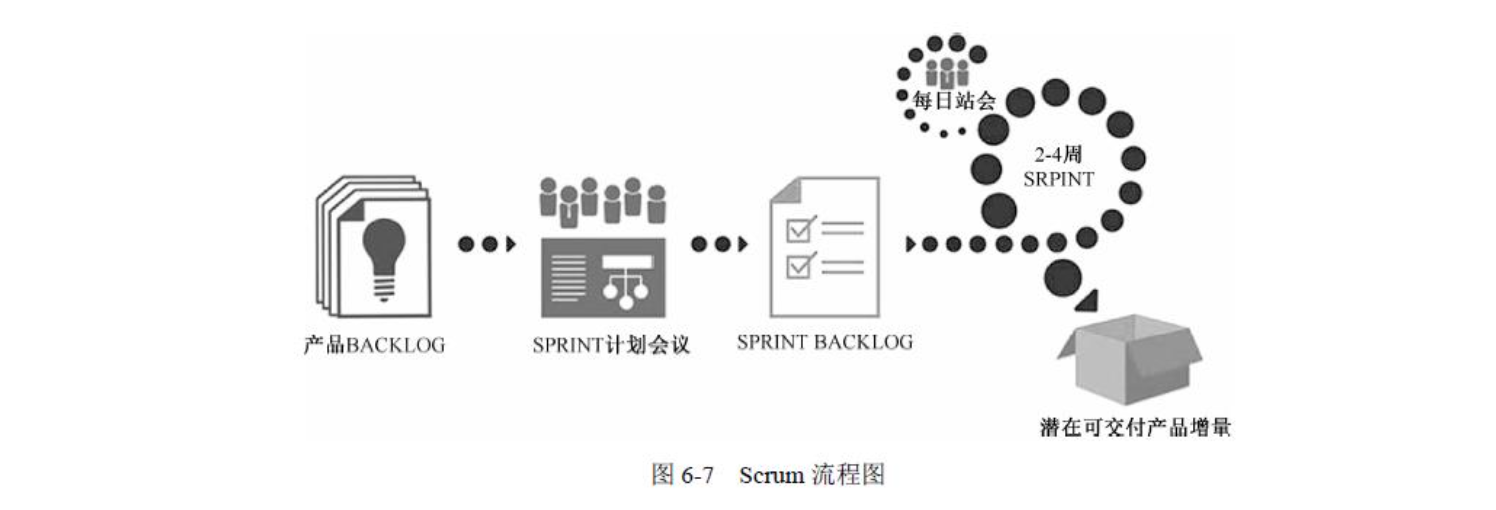 每日站会
2-4周
SRPINT
产品BACKLOG
SPRINT计划会议
SPRINT BACKLOG
潜在可交付产品增量
图 6-7 Scrum 流程图